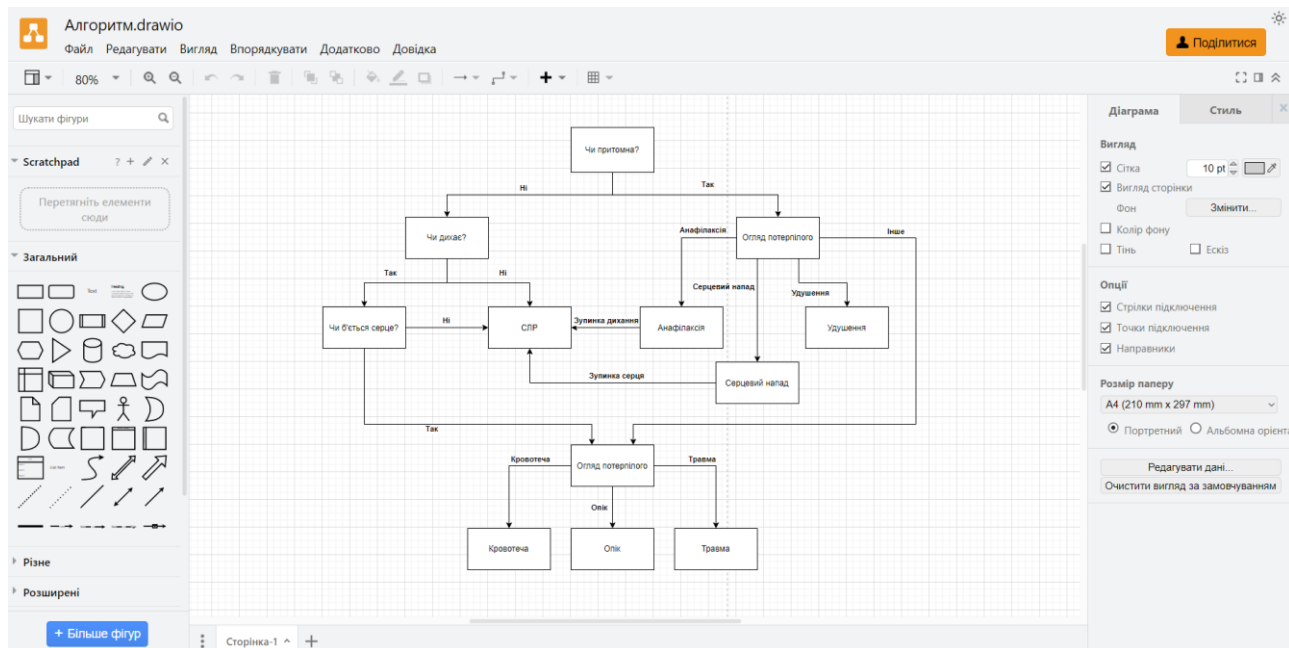 Алгоритм.drawio
Файл Редагувати Вигляд Впорядкувати Додатково Довідка
Поділитися
80%
Шукати фігури
Scratchpad
?
Перетягніть елементи
сюди
Загальний
Text
Heading
Різне
Розширені
+ Більше фігур
Чи притомна?
Ні
Так
Чи дихає?
Анафілаксія
Огляд потерпілого
Інше
Так
Ні
Серцевий напад
Удушення
Чи б'ється серце?
Ні
СЛР
Зупинка дихання
Анафілаксія
Удушення
Зупинка серця
Серцевий напад
Так
Кровотеча
Огляд потерпілого
Травма
Опік
Кровотеча
Опік
Травма
Сторінка-1
Діаграма
Стиль
Вигляд
Сітка
10 pt
Вигляд сторінки
Фон
Змінити...
Колір фону
Тінь
Ескіз
Опції
Стрілки підключення
Точки підключення
Направники
Розмір паперу
A4 (210 mm x 297 mm)
Портретний
Альбомна орієнта
Редагувати дані...
Очистити вигляд за замовчуванням